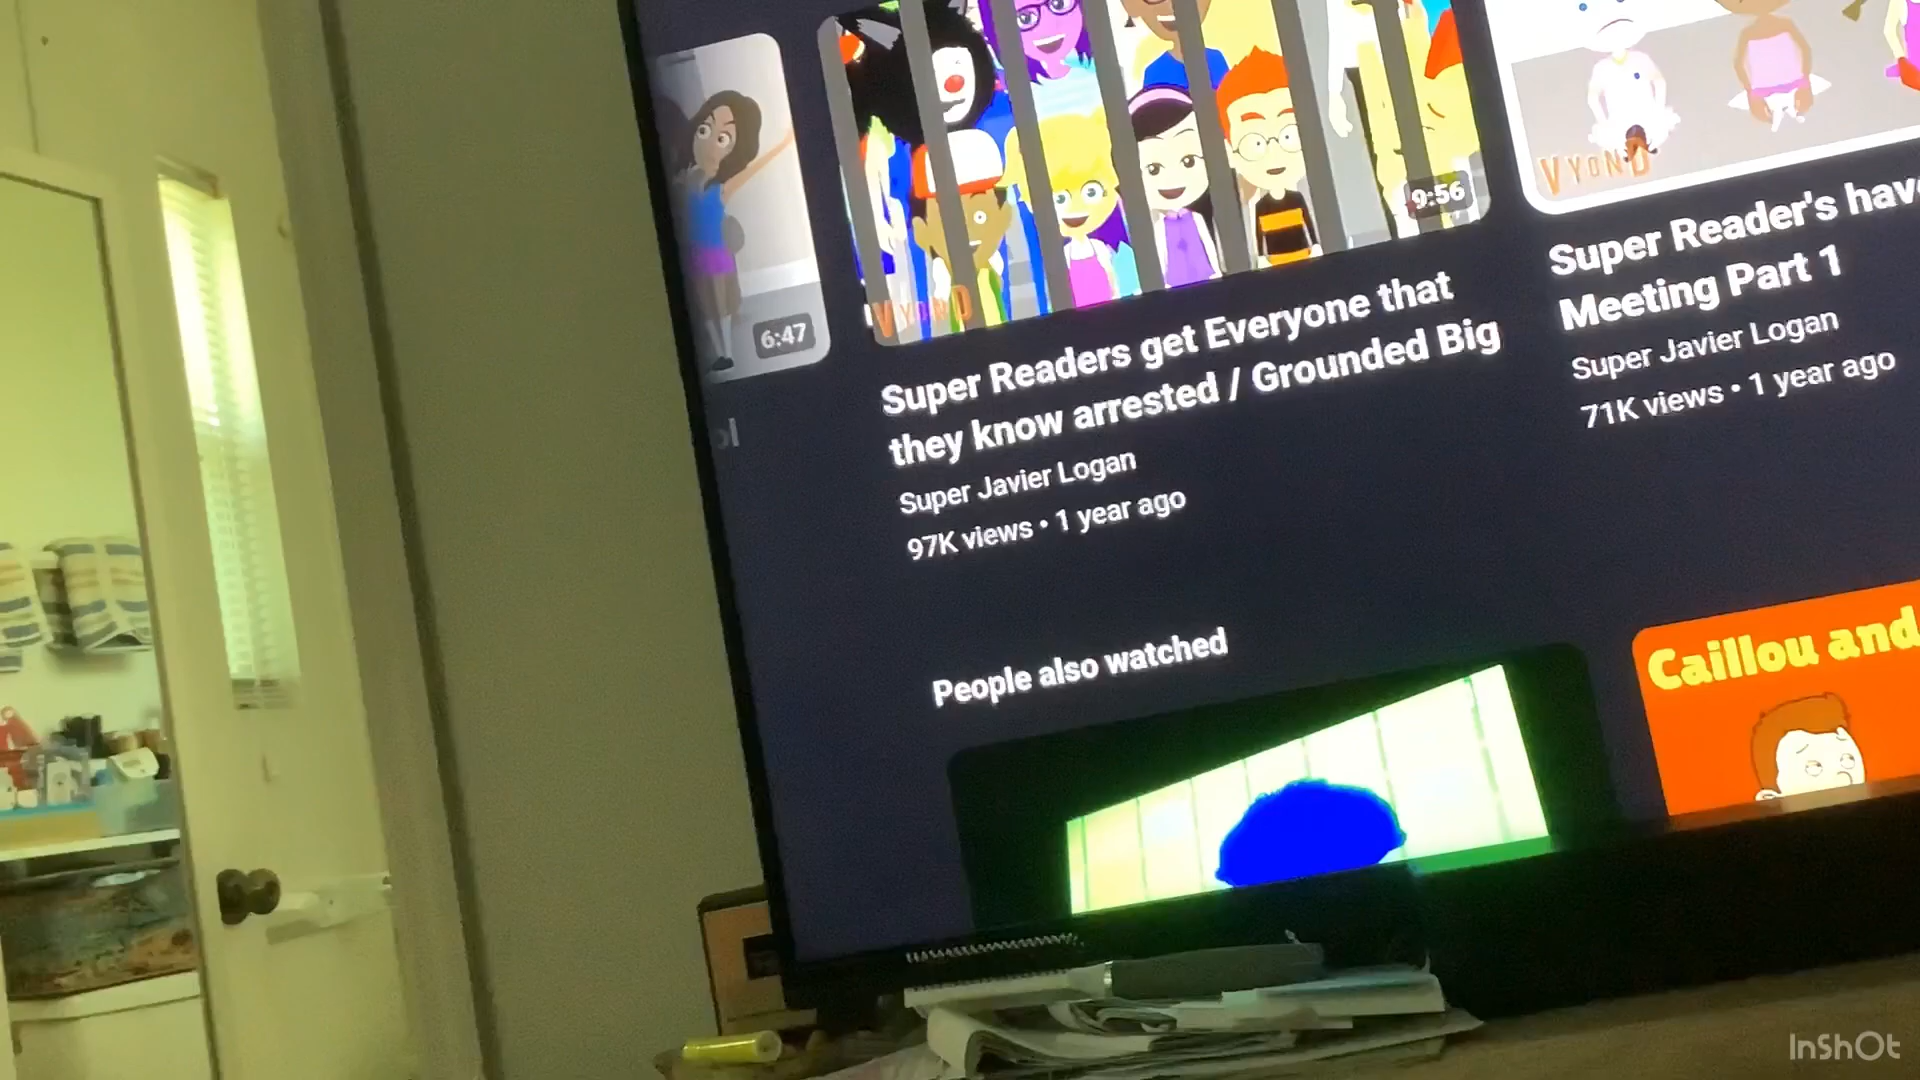 6:47
ol
VYOND
9:56
Super Readers get Everyone that
they know arrested / Grounded Big
Super Javier Logan
97K views • 1 year ago
VYOND
Super Reader's hav
Meeting Part 1
Super Javier Logan
71K views • 1 year ago
People also watched
Caillou and
InShOt